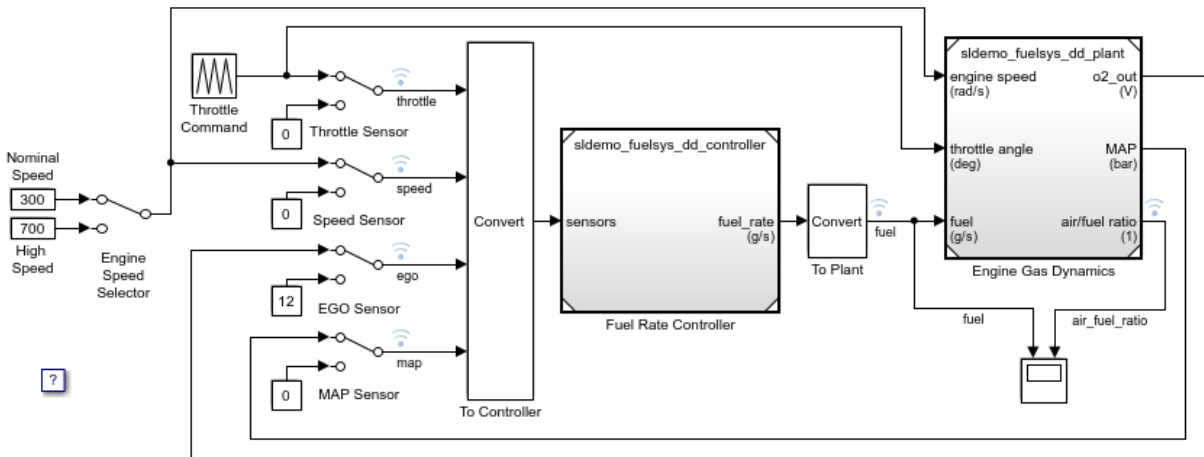 sldemo_fuelsys_dd_plant
engine speed
(rad/s)
o2_out
(V)
throttle angle
(deg)
MAP
(bar)
fuel
(g/s)
air/fuel ratio
(1)
Engine Gas Dynamics
Throttle
Command
throttle
0
Throttle Sensor
Nominal
Speed
300
700
High
Speed
Engine
Speed
Selector
speed
0
Speed Sensor
ego
12
EGO Sensor
map
0
MAP Sensor
Convert
To Controller
sldemo_fuelsys_dd_controller
sensors
fuel_rate
(g/s)
Fuel Rate Controller
Convert
To Plant
fuel
fuel
air_fuel_ratio
?